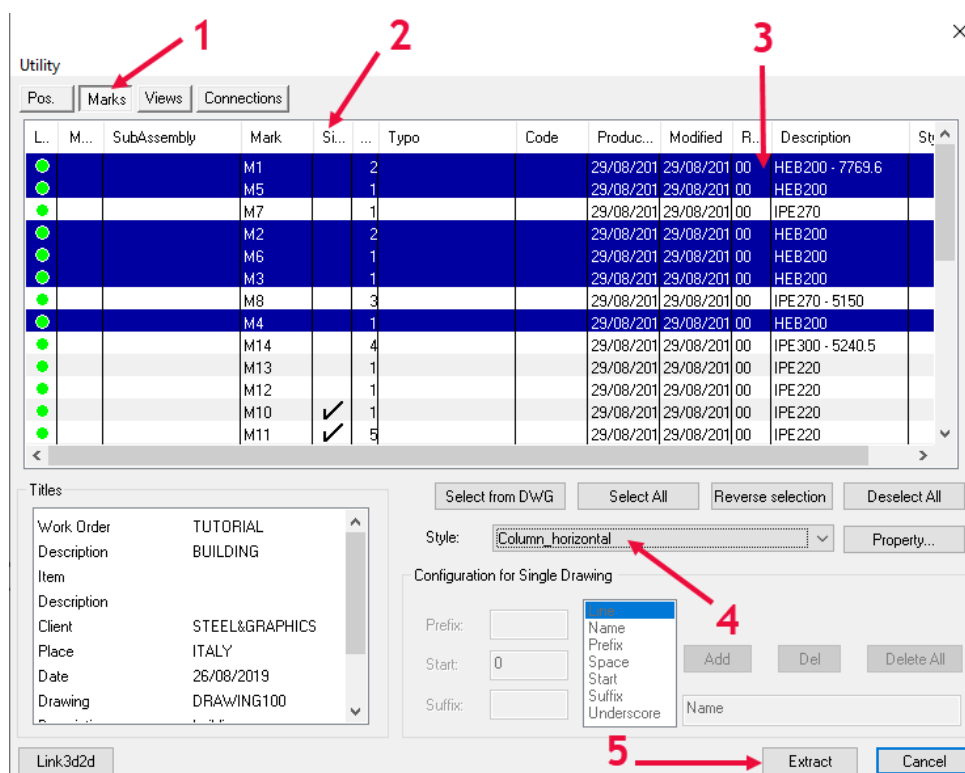 1 2 3
Utility
Pos. Marks Views Connections
L.. M... SubAssembly Mark Si... ... Typo Code Produc... Modified R.. Description Sty
M1 2 29/08/201 29/08/201 00 HEB200 - 7769.6
M5 1 29/08/201 29/08/201 00 HEB200
M7 1 29/08/201 29/08/201 00 IPE270
M2 2 29/08/201 29/08/201 00 HEB200
M6 1 29/08/201 29/08/201 00 HEB200
M3 1 29/08/201 29/08/201 00 HEB200
M8 3 29/08/201 29/08/201 00 IPE270 - 5150
M4 1 29/08/201 29/08/201 00 HEB200
M14 4 29/08/201 29/08/201 00 IPE300 - 5240.5
M13 1 29/08/201 29/08/201 00 IPE220
M12 1 29/08/201 29/08/201 00 IPE220
M10 ✓ 1 29/08/201 29/08/201 00 IPE220
M11 ✓ 5 29/08/201 29/08/201 00 IPE220
Titles
Work Order TUTORIAL
Description BUILDING
Item
Description
Client STEEL&GRAPHICS
Place ITALY
Date 26/08/2019
Drawing DRAWING100
Select from DWG Select All Reverse selection Deselect All
Style: Column_horizontal Property...
4
Configuration for Single Drawing
Prefix:
Start: 0
Suffix:
Line
Name
Prefix
Space
Start
Suffix
Underscore
Add Del Delete All
Name
Link3d2d
5 Extract Cancel